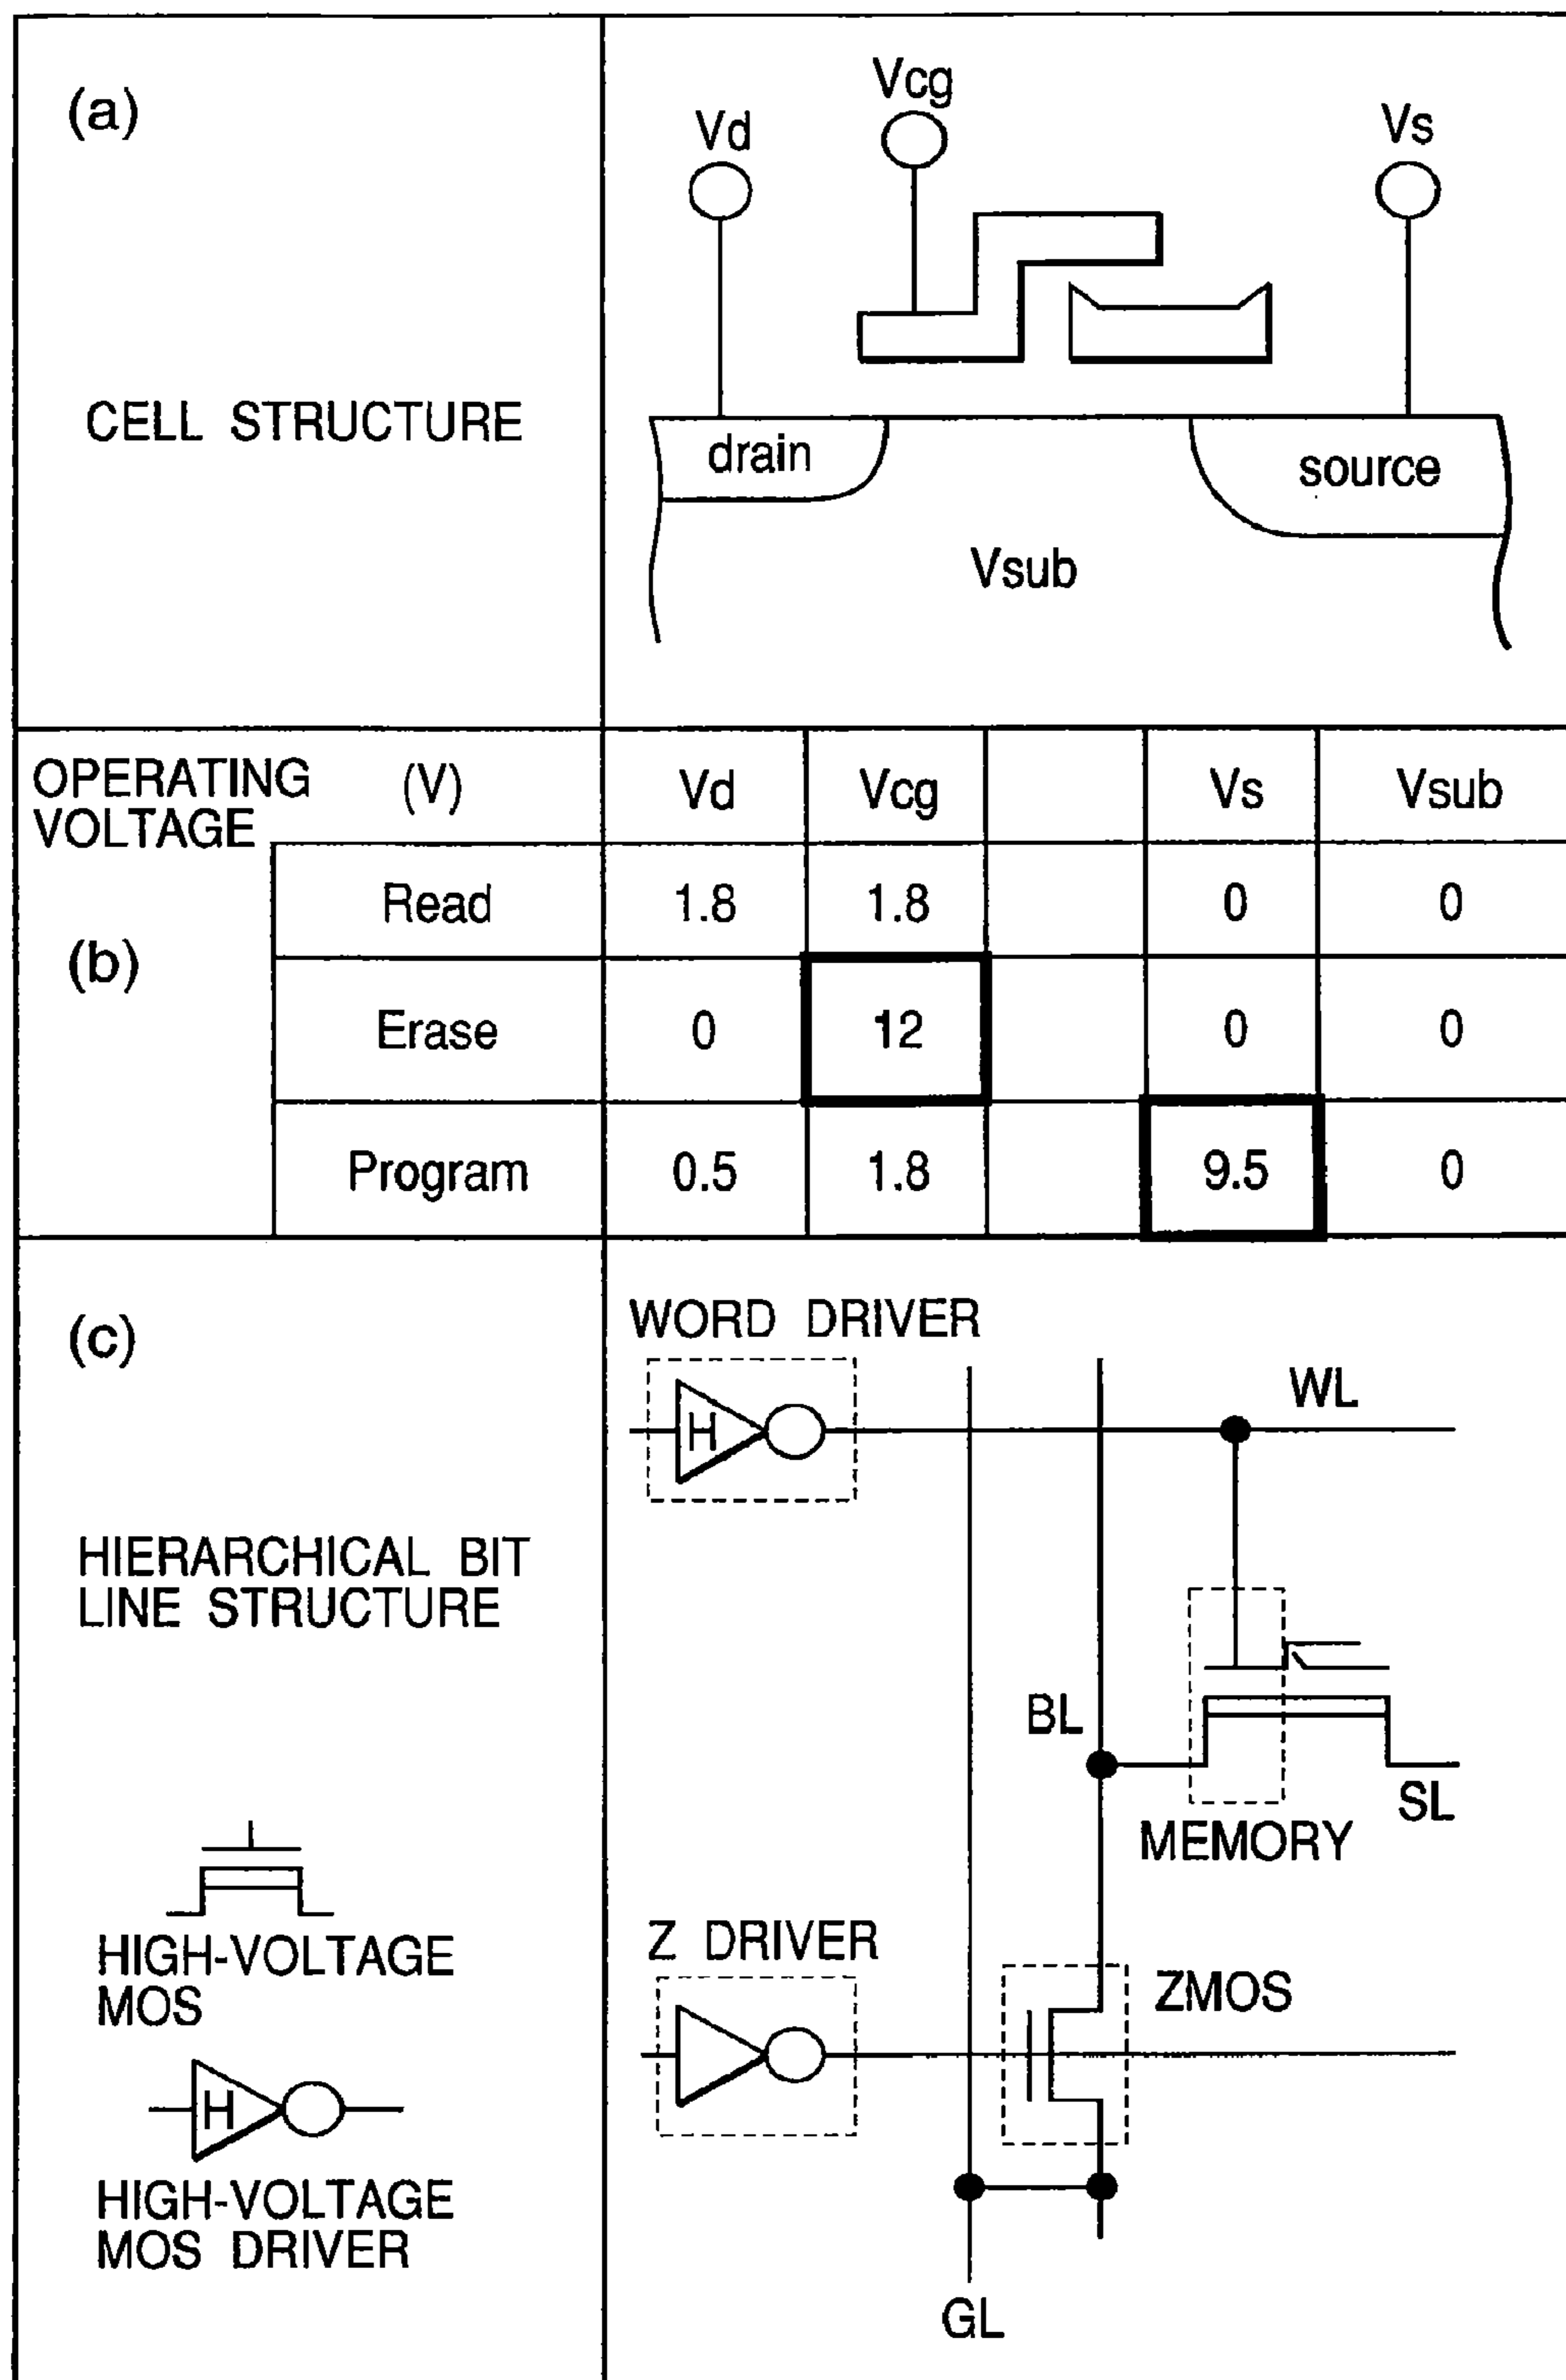 (a)
CELL STRUCTURE
Vd
Vcg
Vs
drain
source
Vsub
OPERATING VOLTAGE
(V)
Vd Vcg Vs Vsub
(b)
Read 1.8 1.8 0 0
Erase 0 12 0 0
Program 0.5 1.8 9.5 0
(c)
HIERARCHICAL BIT
LINE STRUCTURE
HIGH-VOLTAGE
MOS
H
HIGH-VOLTAGE
MOS DRIVER
WORD DRIVER
H
WL
BL
SL
MEMORY
Z DRIVER
ZMOS
GL